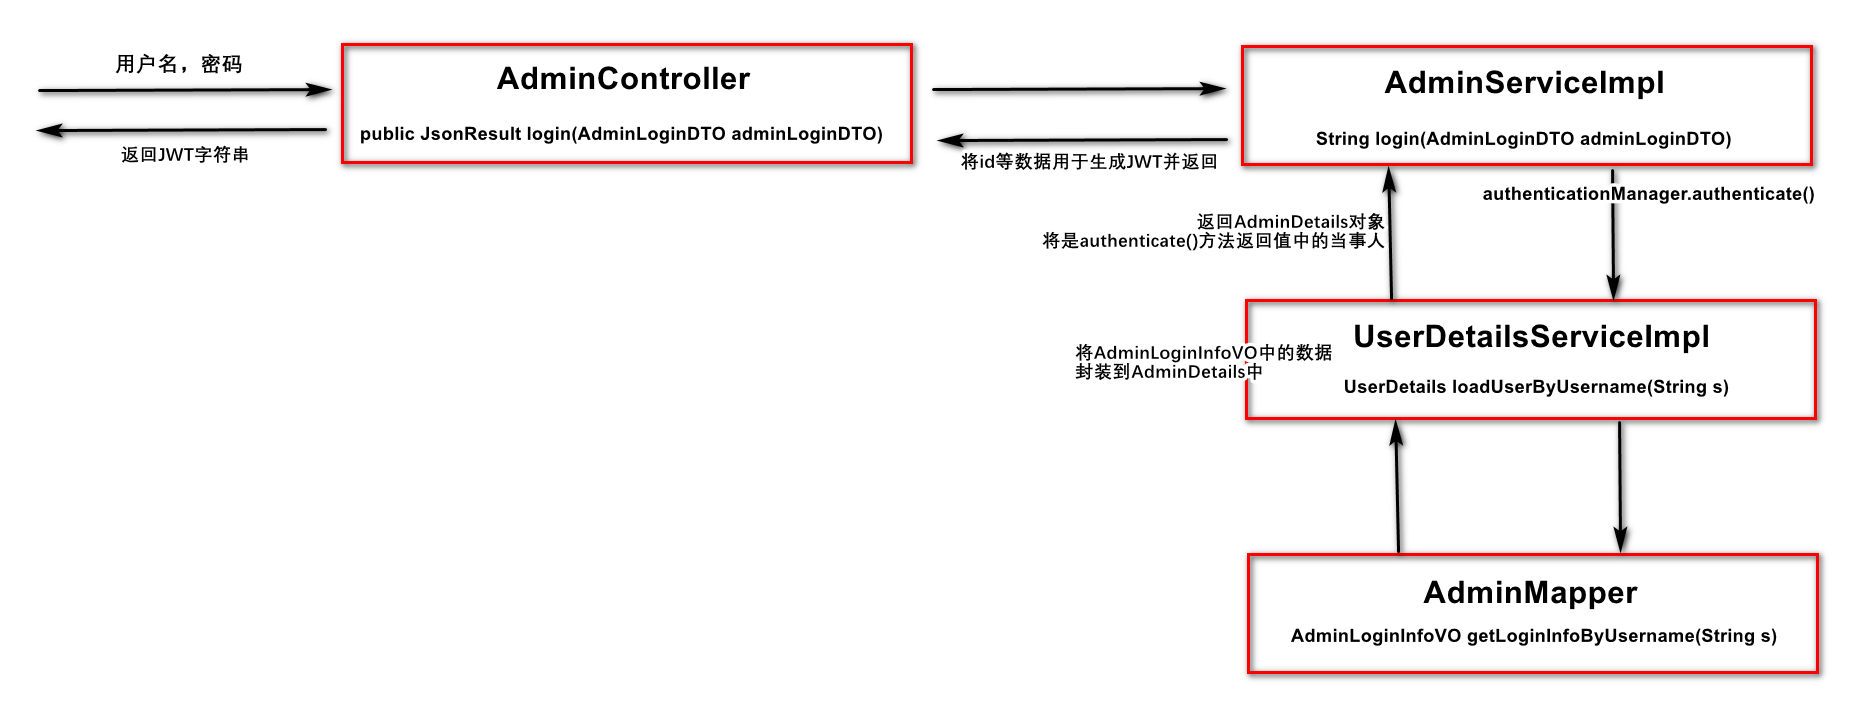 用户名，密码
返回JWT字符串
AdminController
public JsonResult login(AdminLoginDTO adminLoginDTO)
将id等数据用于生成JWT并返回
AdminServiceImpl
String login(AdminLoginDTO adminLoginDTO)
authenticationManager.authenticate()
返回AdminDetails对象
将是authenticate()方法返回值中的当事人
UserDetailsServiceImpl
将AdminLoginInfoVO中的数据
封装到AdminDetails中
UserDetails loadUserByUsername(String s)
AdminMapper
AdminLoginInfoVO getLoginInfoByUsername(String s)